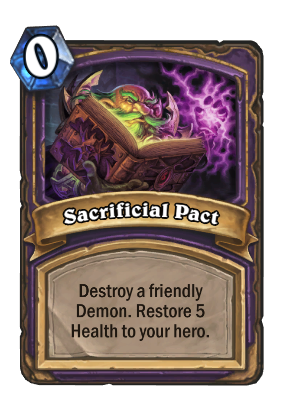 0
Sacrificial Pact
Destroy a friendly
Demon. Restore 5
Health to your hero.